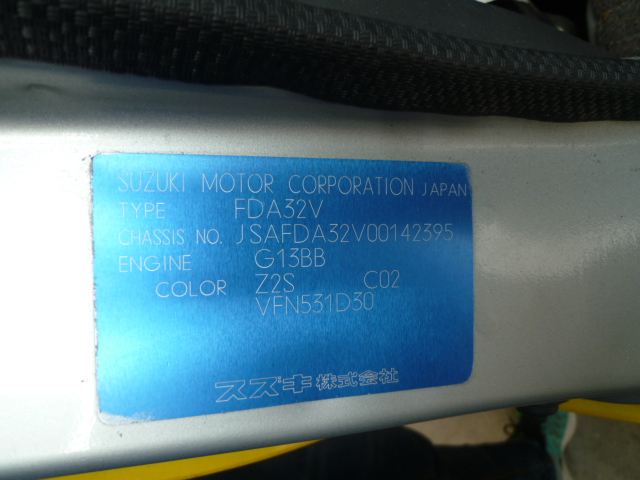 SUZUKI MOTOR CORPORATION JAPAN
TYPE FDA32V
CHASSIS NO. JSAFDA32V00142395
ENGINE G13BB
COLOR Z2S C02
VFN531D30
スズキ株式会社